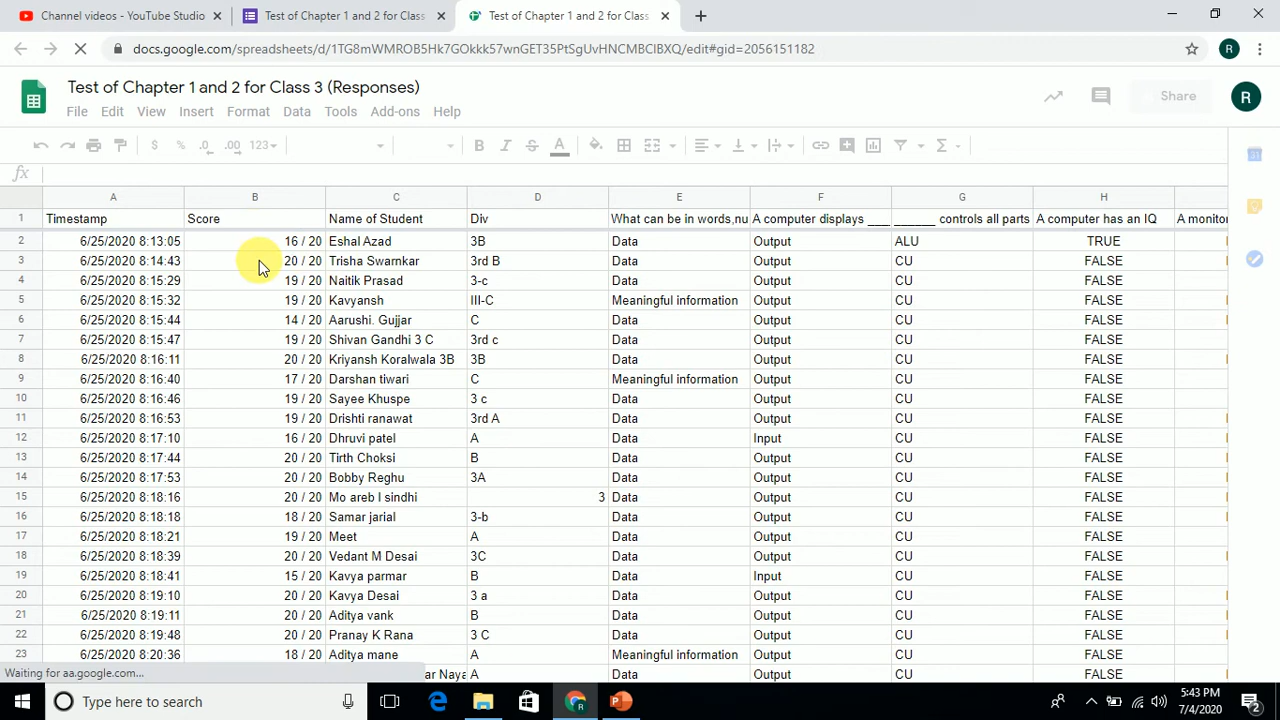 Channel videos - YouTube Studio
Test of Chapter 1 and 2 for Class
Test of Chapter 1 and 2 for Class
docs.google.com/spreadsheets/d/1TG8mWMROB5Hk7GOkkk57wnGET35PtSgUvHNCMBCIBXQ/edit#gid=2056151182
R
Test of Chapter 1 and 2 for Class 3 (Responses)
File Edit View Insert Format Data Tools Add-ons Help
Share
R
$ % .0 .00 123
fx
A B C D E F G H
1 Timestamp Score Name of Student Div What can be in words,nu A computer displays ____ ______ controls all parts A computer has an IQ A monitor
2 6/25/2020 8:13:05 16 / 20 Eshal Azad 3B Data Output ALU TRUE
3 6/25/2020 8:14:43 20 / 20 Trisha Swarnkar 3rd B Data Output CU FALSE
4 6/25/2020 8:15:29 19 / 20 Naitik Prasad 3-c Data Output CU FALSE
5 6/25/2020 8:15:32 19 / 20 Kavyansh III-C Meaningful information Output CU FALSE
6 6/25/2020 8:15:44 14 / 20 Aarushi. Gujjar C Data Output CU FALSE
7 6/25/2020 8:15:47 19 / 20 Shivan Gandhi 3 C 3rd c Data Output CU FALSE
8 6/25/2020 8:16:11 20 / 20 Kriyansh Koralwala 3B 3B Data Output CU FALSE
9 6/25/2020 8:16:40 17 / 20 Darshan tiwari C Meaningful information Output CU FALSE
10 6/25/2020 8:16:46 19 / 20 Sayee Khuspe 3 c Data Output CU FALSE
11 6/25/2020 8:16:53 19 / 20 Drishti ranawat 3rd A Data Output CU FALSE
12 6/25/2020 8:17:10 16 / 20 Dhruvi patel A Data Input CU FALSE
13 6/25/2020 8:17:44 20 / 20 Tirth Choksi B Data Output CU FALSE
14 6/25/2020 8:17:53 20 / 20 Bobby Reghu 3A Data Output CU FALSE
15 6/25/2020 8:18:16 20 / 20 Mo areb I sindhi 3 Data Output CU FALSE
16 6/25/2020 8:18:18 18 / 20 Samar jarial 3-b Data Output CU FALSE
17 6/25/2020 8:18:21 19 / 20 Meet A Data Output CU FALSE
18 6/25/2020 8:18:39 20 / 20 Vedant M Desai 3C Data Output CU FALSE
19 6/25/2020 8:18:41 15 / 20 Kavya parmar B Data Input CU FALSE
20 6/25/2020 8:19:10 20 / 20 Kavya Desai 3 a Data Output CU FALSE
21 6/25/2020 8:19:11 20 / 20 Aditya vank B Data Output CU FALSE
22 6/25/2020 8:19:48 20 / 20 Pranay K Rana 3 C Data Output CU FALSE
23 6/25/2020 8:20:36 18 / 20 Aditya mane A Meaningful information Output CU FALSE
ar Naya A Data Output CU FALSE
Waiting for aa.google.com...
Type here to search
5:43 PM
7/4/2020
2